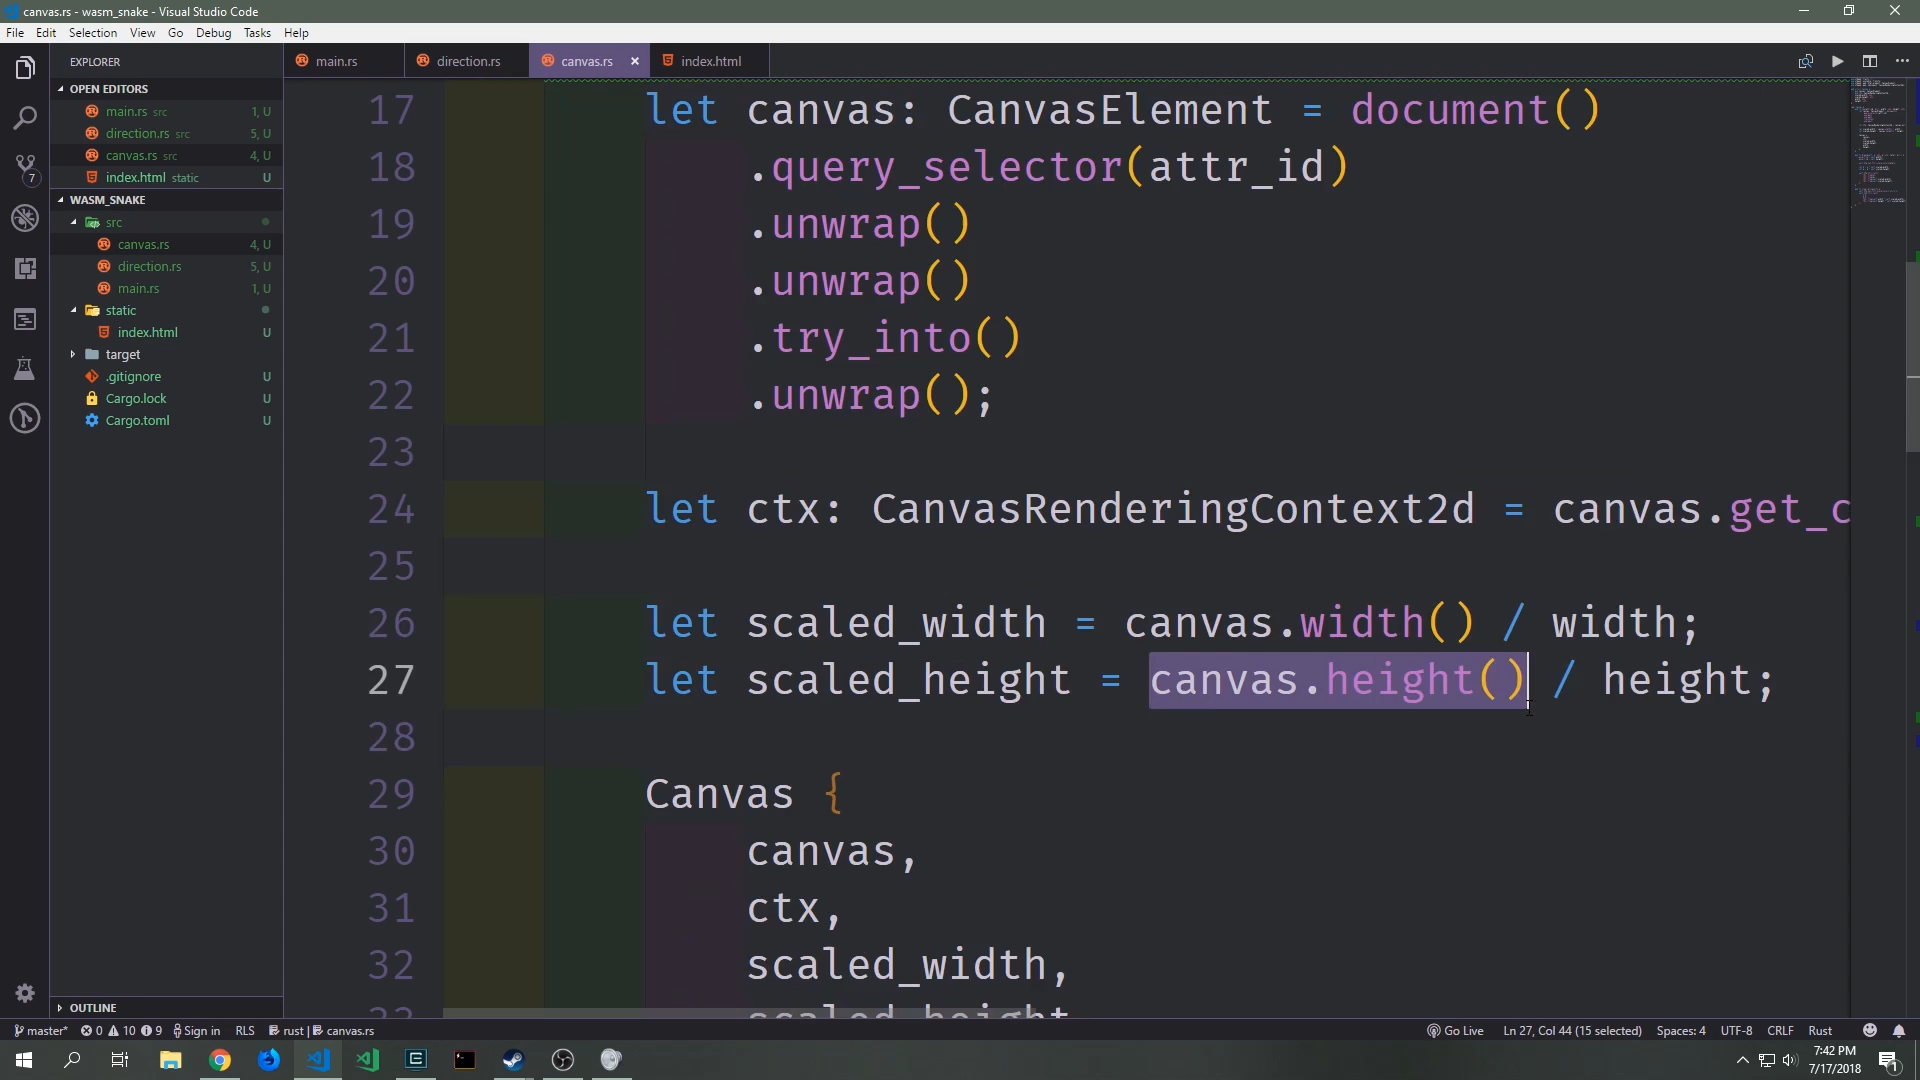 canvas.rs - wasm_snake - Visual Studio Code
File Edit Selection View Go Debug Tasks Help
EXPLORER
main.rs direction.rs canvas.rs × index.html
OPEN EDITORS
main.rs src 1, U
direction.rs src 5, U
canvas.rs src 4, U
index.html static U
7
WASM_SNAKE
src
canvas.rs 4, U
direction.rs 5, U
main.rs 1, U
static
index.html U
target
.gitignore U
Cargo.lock U
Cargo.toml U
OUTLINE
17 let canvas: CanvasElement = document()
18 .query_selector(attr_id)
19 .unwrap()
20 .unwrap()
21 .try_into()
22 .unwrap();
23
24 let ctx: CanvasRenderingContext2d = canvas.get_c
25
26 let scaled_width = canvas.width() / width;
27 let scaled_height = canvas.height() / height;
28
29 Canvas {
30 canvas,
31 ctx,
32 scaled_width,
33 scaled_height
master* 0 10 9 Sign in RLS rust | canvas.rs Go Live Ln 27, Col 44 (15 selected) Spaces: 4 UTF-8 CRLF Rust
7:42 PM
7/17/2018
1